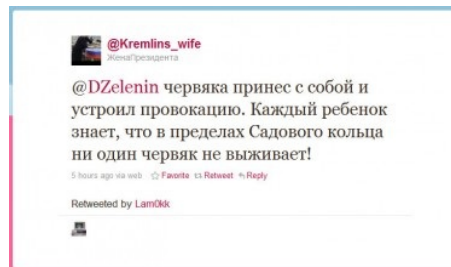 @Kremlins_wife
ЖенаПрезидента
@DZelenin червяка принес с собой и
устроил провокацию. Каждый ребенок
знает, что в пределах Садового кольца
ни один червяк не выживает!
5 hours ago via web Favorite Retweet Reply
Retweeted by Lam0kk